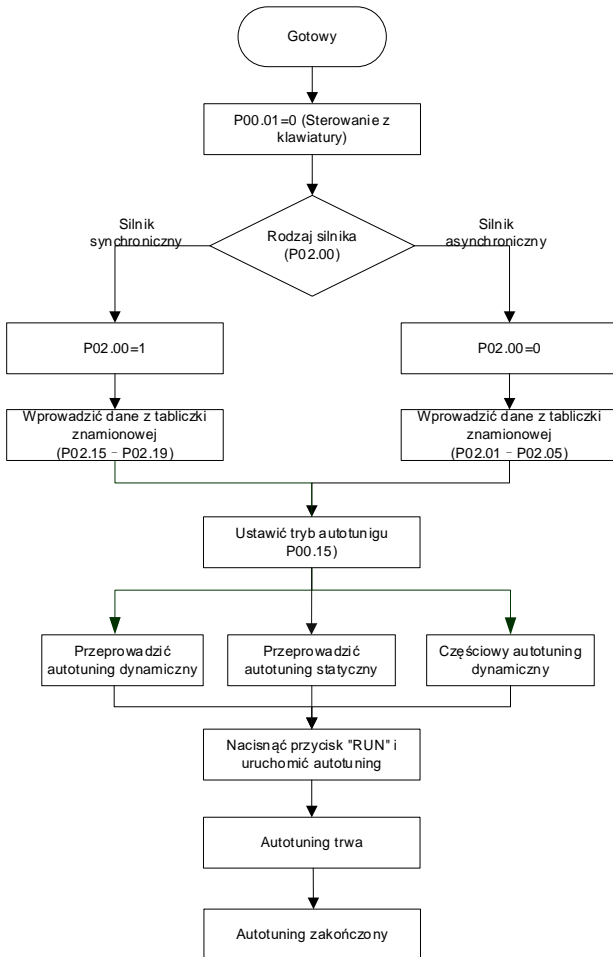 Gotowy
P00.01=0 (Sterowanie z
klawiatury)
Silnik
synchroniczny
Rodzaj silnika
(P02.00)
Silnik
asynchroniczny
P02.00=1
P02.00=0
Wprowadzić dane z tabliczki
znamionowej
(P02.15 - P02.19)
Wprowadzić dane z tabliczki
znamionowej
(P02.01 - P02.05)
Ustawić tryb autotunigu
P00.15)
Przeprowadzić
autotuning dynamiczny
Przeprowadzić
autotuning statyczny
Częściowy autotuning
dynamiczny
Nacisnąć przycisk "RUN" i
uruchomić autotuning
Autotuning trwa
Autotuning zakończony